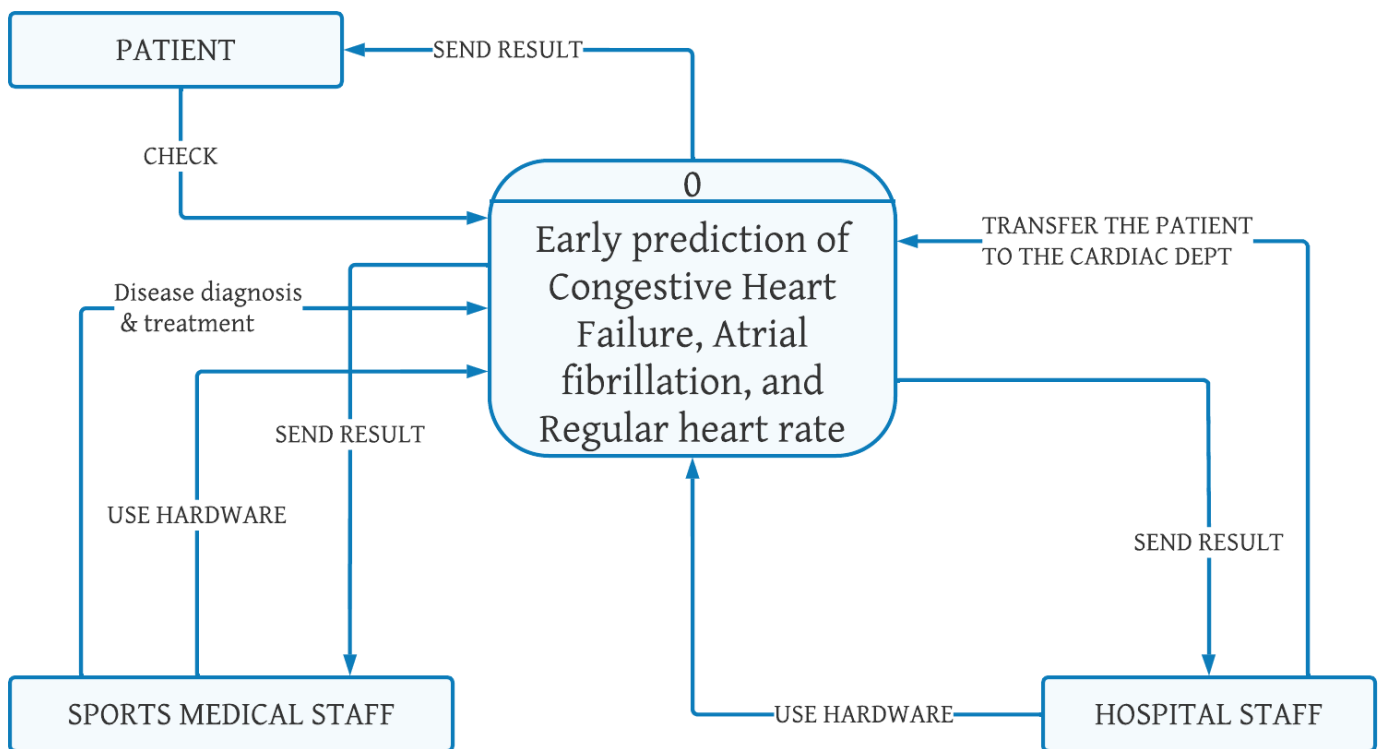 PATIENT
SEND RESULT
CHECK
0
Early prediction of
Congestive Heart
Failure, Atrial
fibrillation, and
Regular heart rate
TRANSFER THE PATIENT
TO THE CARDIAC DEPT
Disease diagnosis
& treatment
SEND RESULT
USE HARDWARE
SEND RESULT
SPORTS MEDICAL STAFF
USE HARDWARE
HOSPITAL STAFF